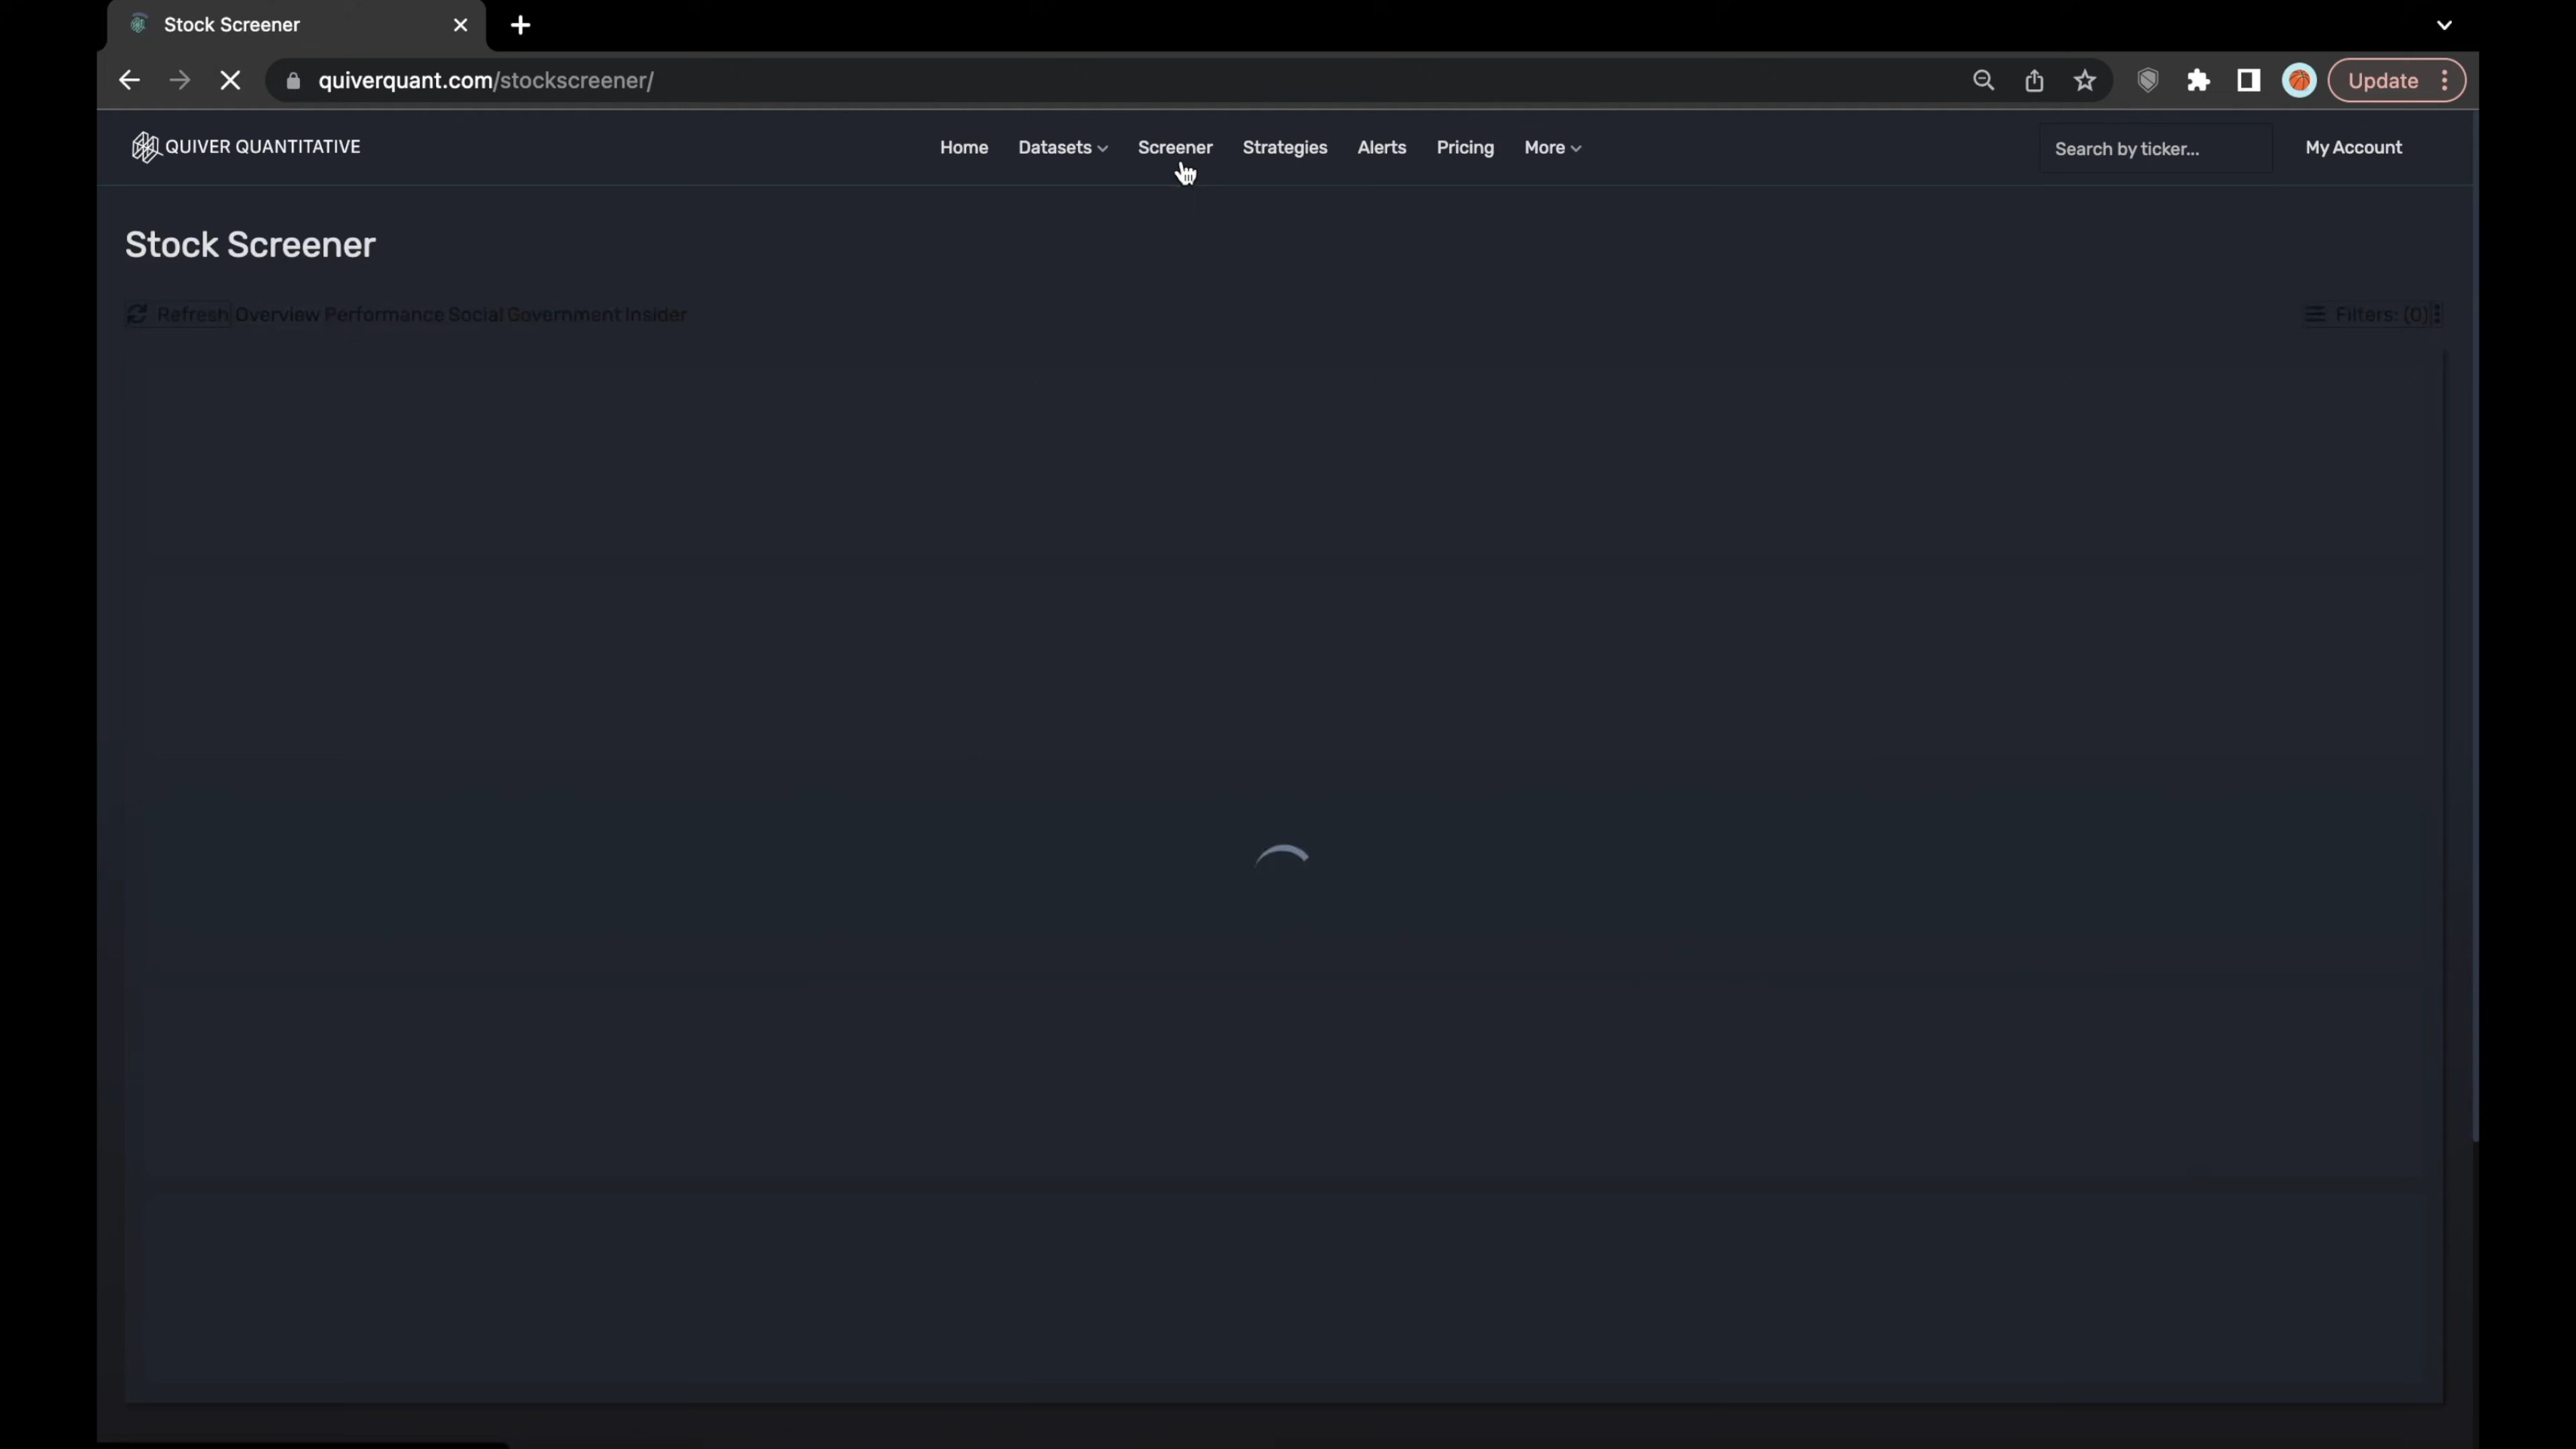 Stock Screener
quiverquant.com/stockscreener/
Update
QUIVER QUANTITATIVE
Home Datasets Screener Strategies Alerts Pricing More
Search by ticker...
My Account
Stock Screener
Refresh Overview Performance Social Government Insider
Filters: (0)